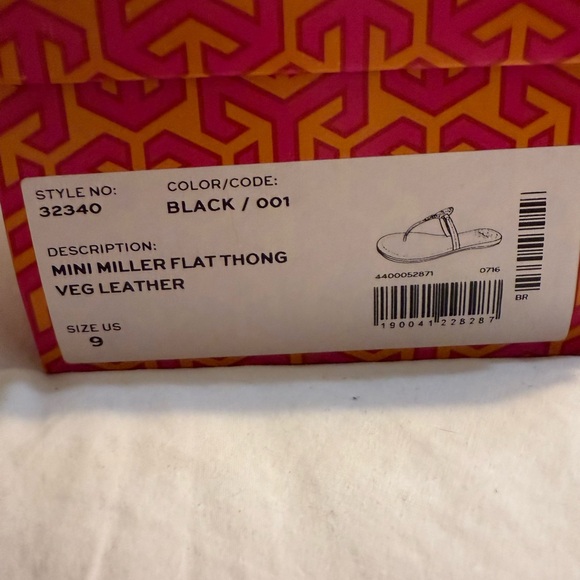 STYLE NO:
32340
COLOR/CODE:
BLACK / 001
DESCRIPTION:
MINI MILLER FLAT THONG
VEG LEATHER
SIZE US
9
4400052871 0716
190041228287
BR